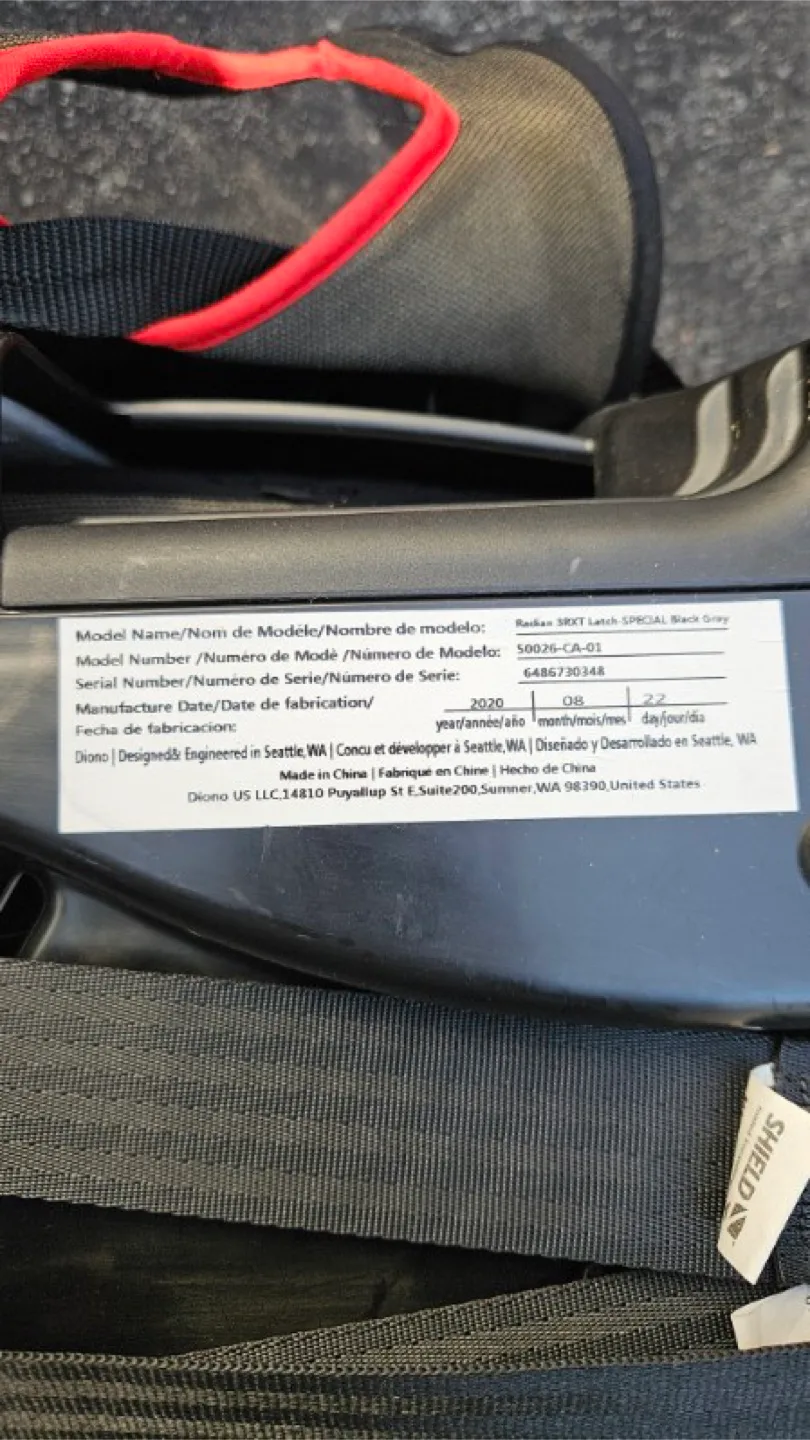 Model Name/Nom de Modéle/Nombre de modelo: Radian 3RXT Latch-SPECIAL Black Gray
Model Number /Numéro de Modè /Número de Modelo: 50026-CA-01
Serial Number/Numéro de Serie/Número de Serie: 6486730348
Manufacture Date/Date de fabrication/ 2020 08 22
Fecha de fabricacion: year/année/año month/mois/mes day/jour/día
Diono | Designed& Engineered in Seattle,WA | Concu et développer à Seattle,WA | Diseñado y Desarrollado en Seattle, WA
Made in China | Fabriqué en Chine | Hecho de China
Diono US LLC,14810 Puyallup St E,Suite200,Sumner,WA 98390,United States
SHIELD